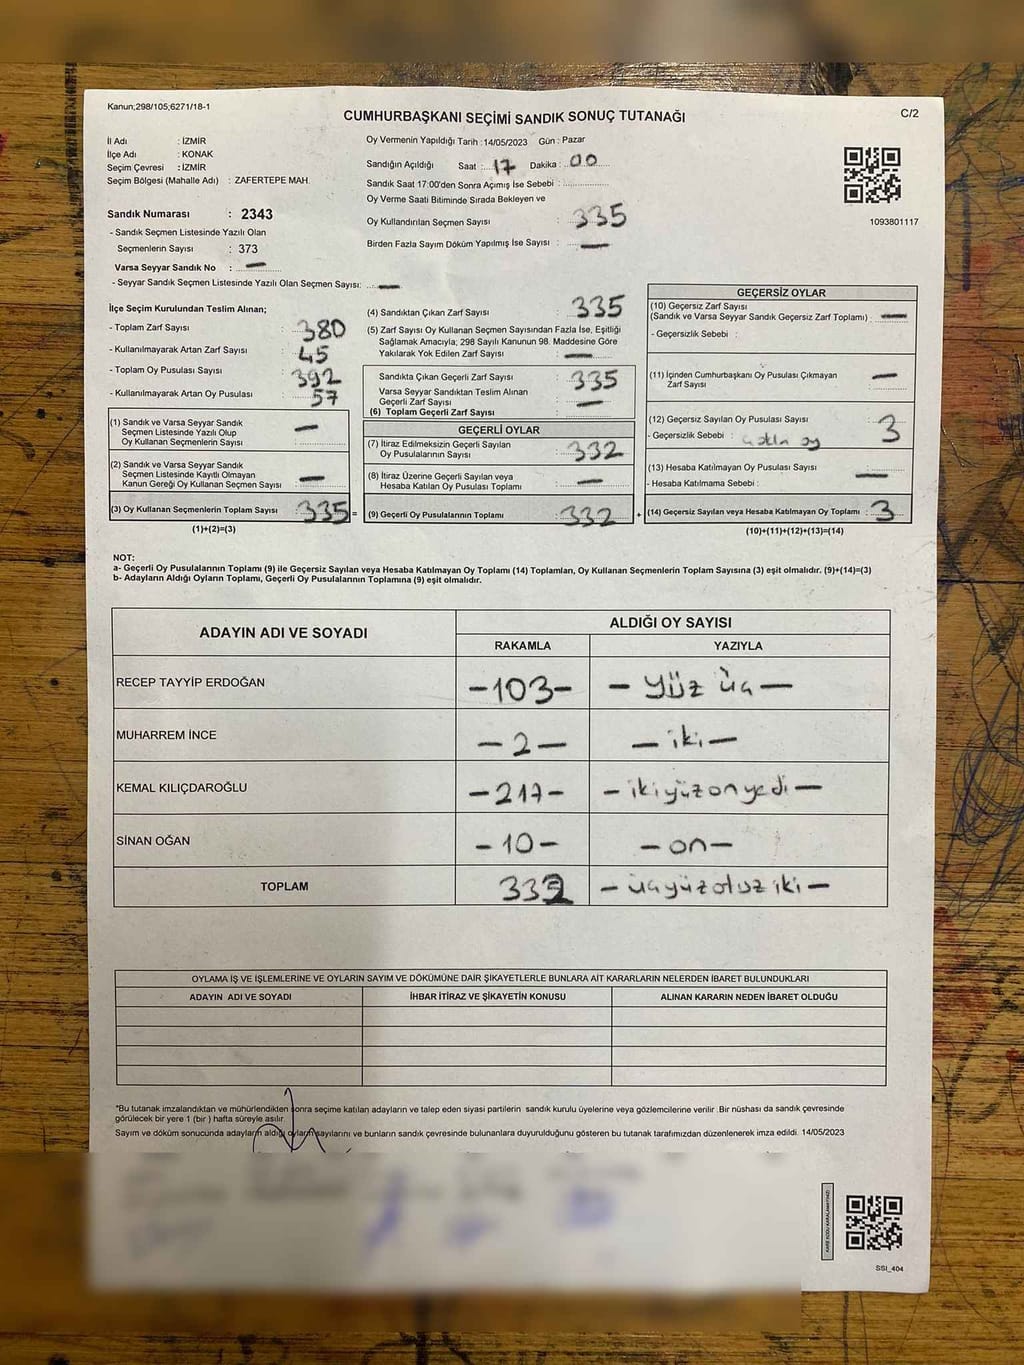 Kanun;298/105;6271/18-1
CUMHURBAŞKANI SEÇİMİ SANDIK SONUÇ TUTANAĞI
C/2
İl Adı : İZMİR
İlçe Adı : KONAK
Seçim Çevresi : İZMİR
Seçim Bölgesi (Mahalle Adı) : ZAFERTEPE MAH.
Sandık Numarası : 2343
- Sandık Seçmen Listesinde Yazılı Olan
Seçmenlerin Sayısı : 373
Varsa Seyyar Sandık No : —
- Seyyar Sandık Seçmen Listesinde Yazılı Olan Seçmen Sayısı: —
Oy Vermenin Yapıldığı Tarih :14/05/2023 Gün : Pazar
Sandığın Açıldığı Saat : 17 Dakika : 00
Sandık Saat 17:00'den Sonra Açımış İse Sebebi :
Oy Verme Saati Bitiminde Sırada Bekleyen ve
Oy Kullandırılan Seçmen Sayısı : 335
Birden Fazla Sayım Döküm Yapılmış İse Sayısı : —
1093801117
İlçe Seçim Kurulundan Teslim Alınan;
- Toplam Zarf Sayısı : 380
- Kullanılmayarak Artan Zarf Sayısı : 45
- Toplam Oy Pusulası Sayısı : 392
- Kullanılmayarak Artan Oy Pusulası : 57
(1) Sandık ve Varsa Seyyar Sandık
Seçmen Listesinde Yazılı Olup
Oy Kullanan Seçmenlerin Sayısı : —
(2) Sandık ve Varsa Seyyar Sandık
Seçmen Listesinde Kayıtlı Olmayan
Kanun Gereği Oy Kullanan Seçmen Sayısı : —
(3) Oy Kullanan Seçmenlerin Toplam Sayısı : 335 =
(1)+(2)=(3)
(4) Sandıktan Çıkan Zarf Sayısı : 335
(5) Zarf Sayısı Oy Kullanan Seçmen Sayısından Fazla İse, Eşitliği
Sağlamak Amacıyla; 298 Sayılı Kanunun 98. Maddesine Göre
Yakılarak Yok Edilen Zarf Sayısı : —
Sandıkta Çıkan Geçerli Zarf Sayısı : 335
Varsa Seyyar Sandıktan Teslim Alınan
Geçerli Zarf Sayısı : —
(6) Toplam Geçerli Zarf Sayısı
GEÇERLİ OYLAR
(7) İtiraz Edilmeksizin Geçerli Sayılan
Oy Pusulalarının Sayısı : 332
(8) İtiraz Üzerine Geçerli Sayılan veya
Hesaba Katılan Oy Pusulası Toplamı : —
(9) Geçerli Oy Pusulalarının Toplamı : 332 +
GEÇERSİZ OYLAR
(10) Geçersiz Zarf Sayısı
(Sandık ve Varsa Seyyar Sandık Geçersiz Zarf Toplamı) : —
- Geçersizlik Sebebi :
(11) İçinden Cumhurbaşkanı Oy Pusulası Çıkmayan
Zarf Sayısı : —
(12) Geçersiz Sayılan Oy Pusulası Sayısı : 3
- Geçersizlik Sebebi : oy
(13) Hesaba Katılmayan Oy Pusulası Sayısı : —
- Hesaba Katılmama Sebebi :
(14) Geçersiz Sayılan veya Hesaba Katılmayan Oy Toplamı : 3
(10)+(11)+(12)+(13)=(14)
NOT:
a- Geçerli Oy Pusulalarının Toplamı (9) ile Geçersiz Sayılan veya Hesaba Katılmayan Oy Toplamı (14) Toplamları, Oy Kullanan Seçmenlerin Toplam Sayısına (3) eşit olmalıdır. (9)+(14)=(3)
b- Adayların Aldığı Oyların Toplamı, Geçerli Oy Pusulalarının Toplamına (9) eşit olmalıdır.
ADAYIN ADI VE SOYADI ALDIĞI OY SAYISI
RAKAMLA YAZIYLA
RECEP TAYYİP ERDOĞAN —103— — yüz üç —
MUHARREM İNCE —2— — iki —
KEMAL KILIÇDAROĞLU —217— — ikiyüzonyedi —
SİNAN OĞAN —10— — on —
TOPLAM 332 — üçyüzotuziki —
OYLAMA İŞ VE İŞLEMLERİNE VE OYLARIN SAYIM VE DÖKÜMÜNE DAİR ŞİKAYETLERLE BUNLARA AİT KARARLARIN NELERDEN İBARET BULUNDUKLARI
ADAYIN ADI VE SOYADI İHBAR İTİRAZ VE ŞİKAYETİN KONUSU ALINAN KARARIN NEDEN İBARET OLDUĞU
*Bu tutanak imzalandıktan ve mühürlendikten sonra seçime katılan adayların ve talep eden siyasi partilerin sandık kurulu üyelerine veya gözlemcilerine verilir .Bir nüshası da sandık çevresinde
görülecek bir yere 1 (bir ) hafta süreyle asılır.
Sayım ve döküm sonucunda adayların aldığı oyların sayılarını ve bunların sandık çevresinde bulunanlara duyurulduğunu gösteren bu tutanak tarafımızdan düzenlenerek imza edildi. 14/05/2023
SSI_404